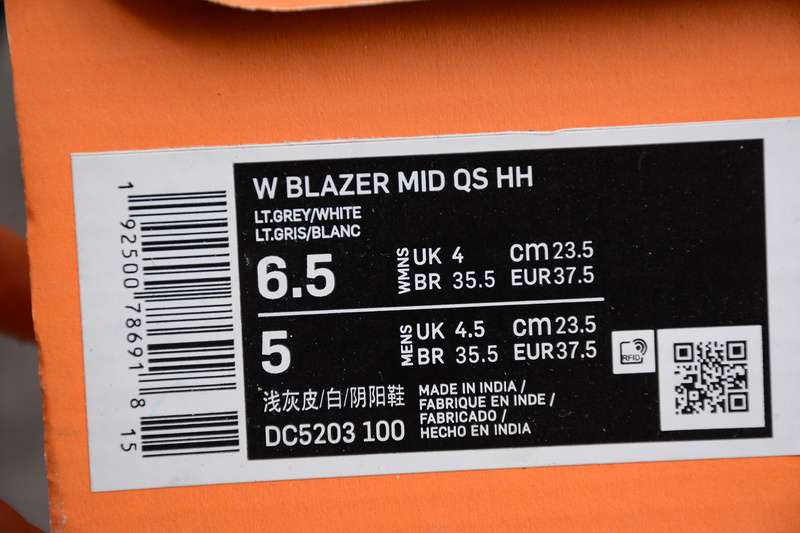 W BLAZER MID QS HH
LT.GREY/WHITE
LT.GRIS/BLANC
6.5 WMNS UK 4 cm 23.5
BR 35.5 EUR 37.5
5 MENS UK 4.5 cm 23.5
BR 35.5 EUR 37.5
浅灰皮/白/阴阳鞋
DC5203 100
MADE IN INDIA /
FABRIQUE EN INDE /
FABRICADO /
HECHO EN INDIA
RFID
1 92500 78691 8 15